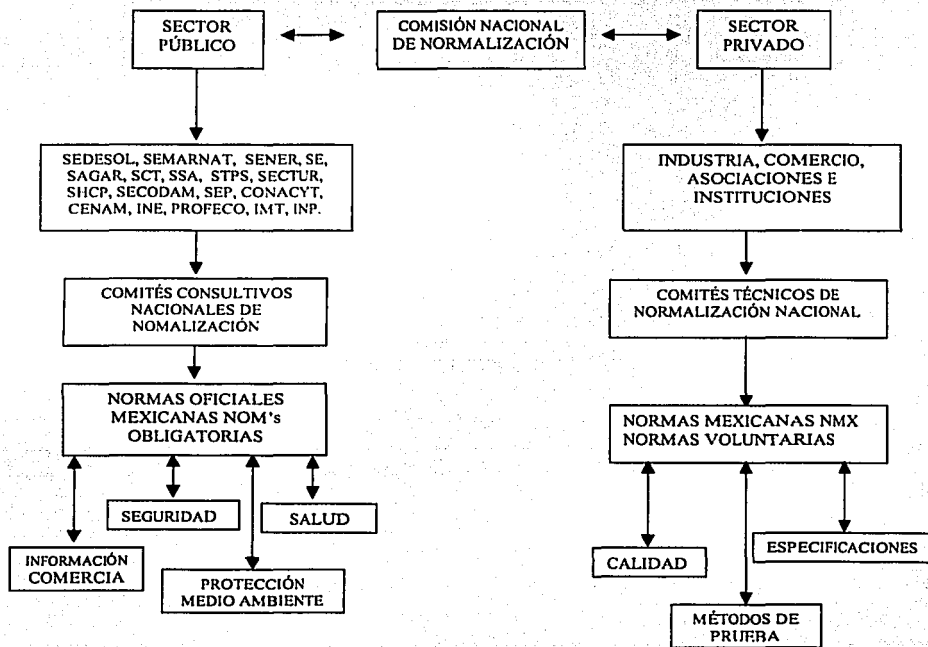 SECTOR
PÚBLICO
COMISIÓN NACIONAL
DE NORMALIZACIÓN
SECTOR
PRIVADO
SEDESOL, SEMARNAT, SENER, SE,
SAGAR, SCT, SSA, STPS, SECTUR,
SHCP, SECODAM, SEP, CONACYT,
CENAM, INE, PROFECO, IMT, INP.
INDUSTRIA, COMERCIO,
ASOCIACIONES E
INSTITUCIONES
COMITÉS CONSULTIVOS
NACIONALES DE
NOMALIZACIÓN
COMITÉS TÉCNICOS DE
NORMALIZACIÓN NACIONAL
NORMAS OFICIALES
MEXICANAS NOM's
OBLIGATORIAS
NORMAS MEXICANAS NMX
NORMAS VOLUNTARIAS
SEGURIDAD
SALUD
INFORMACIÓN
COMERCIA
PROTECCIÓN
MEDIO AMBIENTE
CALIDAD
ESPECIFICACIONES
MÉTODOS DE
PRUEBA